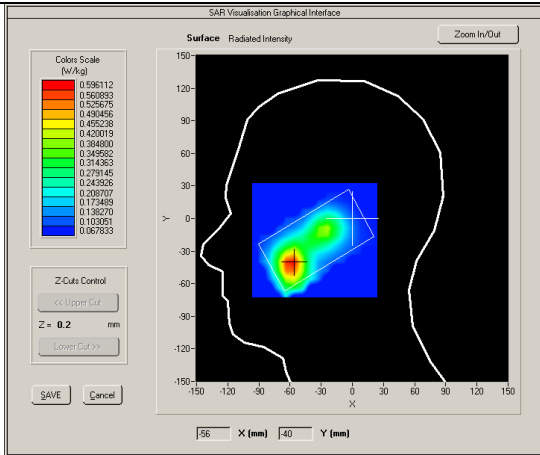 SAR Visualisation Graphical Interface
Surface Radiated Intensity
Zoom In/Out
Colors Scale
(W/kg)
0.596112
0.560893
0.525675
0.490456
0.455238
0.420019
0.384800
0.349582
0.314363
0.279145
0.243926
0.208707
0.173489
0.138270
0.103051
0.067833
Z-Cuts Control
<< Upper Cut
Z = 0.2 mm
Lower Cut >>
SAVE
Cancel
150
120
90
60
30
0
-30
-60
-90
-120
-150
Y
-150 -120 -90 -60 -30 0 30 60 90 120 150
X
-56 X (mm) -40 Y (mm)